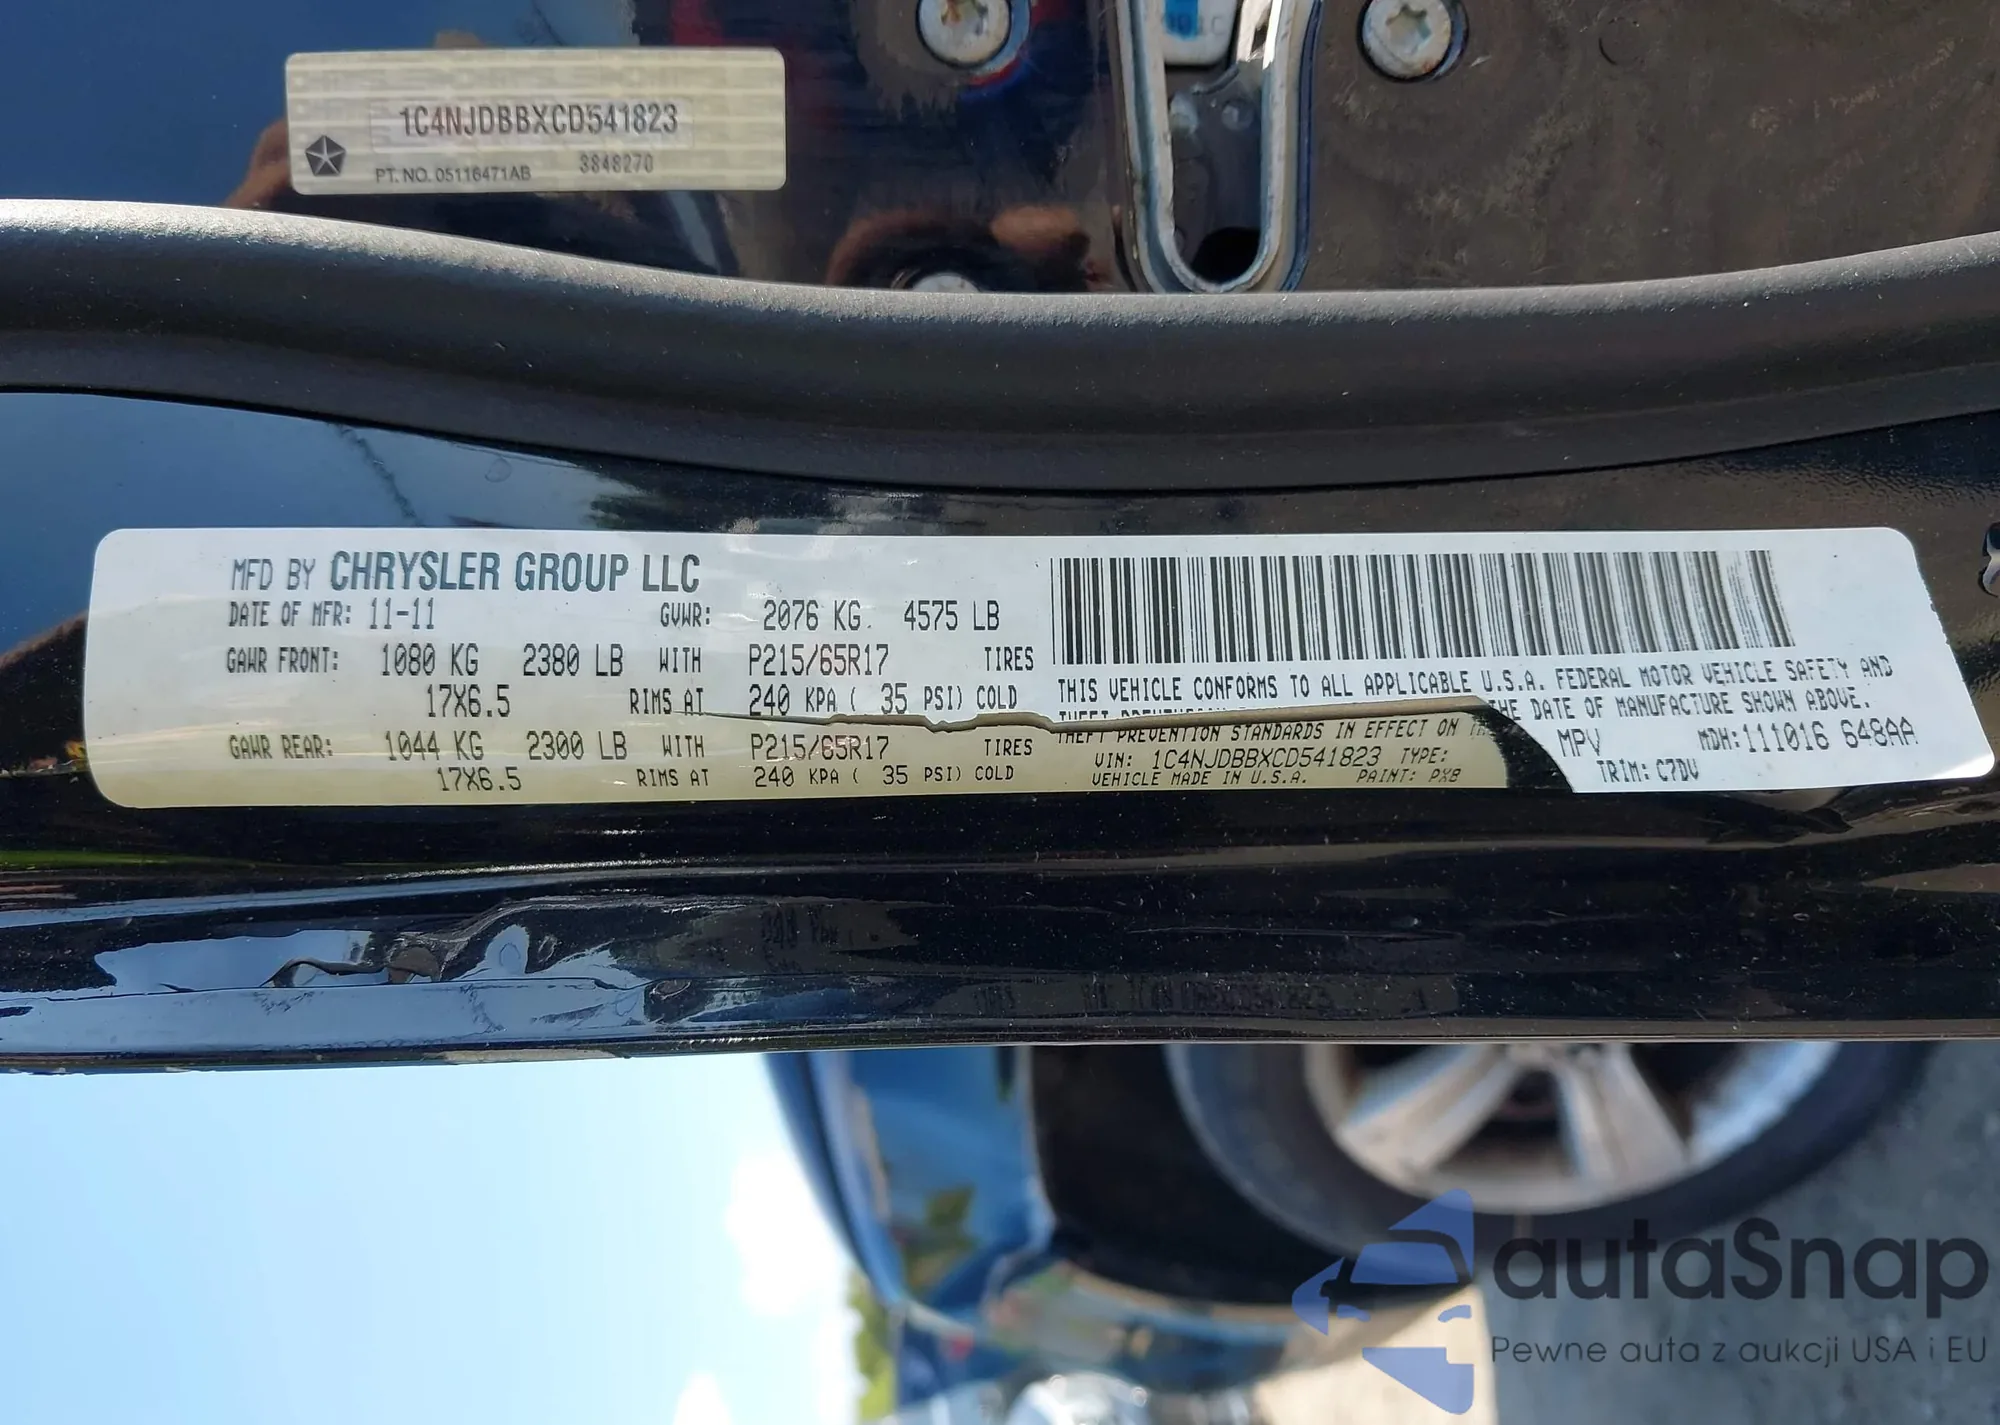 1C4NJDBBXCD541823
PT. NO. 05116471AB 3848270
MFD BY CHRYSLER GROUP LLC
DATE OF MFR: 11-11 GVWR: 2076 KG 4575 LB
GAWR FRONT: 1080 KG 2380 LB WITH P215/65R17 TIRES
17X6.5 RIMS AT 240 KPA ( 35 PSI) COLD
GAWR REAR: 1044 KG 2300 LB WITH P215/65R17 TIRES
17X6.5 RIMS AT 240 KPA ( 35 PSI) COLD
THIS VEHICLE CONFORMS TO ALL APPLICABLE U.S.A. FEDERAL MOTOR VEHICLE SAFETY AND
THEFT PREVENTION STANDARDS IN EFFECT ON THE DATE OF MANUFACTURE SHOWN ABOVE.
VIN: 1C4NJDBBXCD541823 TYPE: MPV MDH: 111016 648AA
VEHICLE MADE IN U.S.A. PAINT: PX8 TRIM: C7DV
autaSnap
Pewne auta z aukcji USA i EU